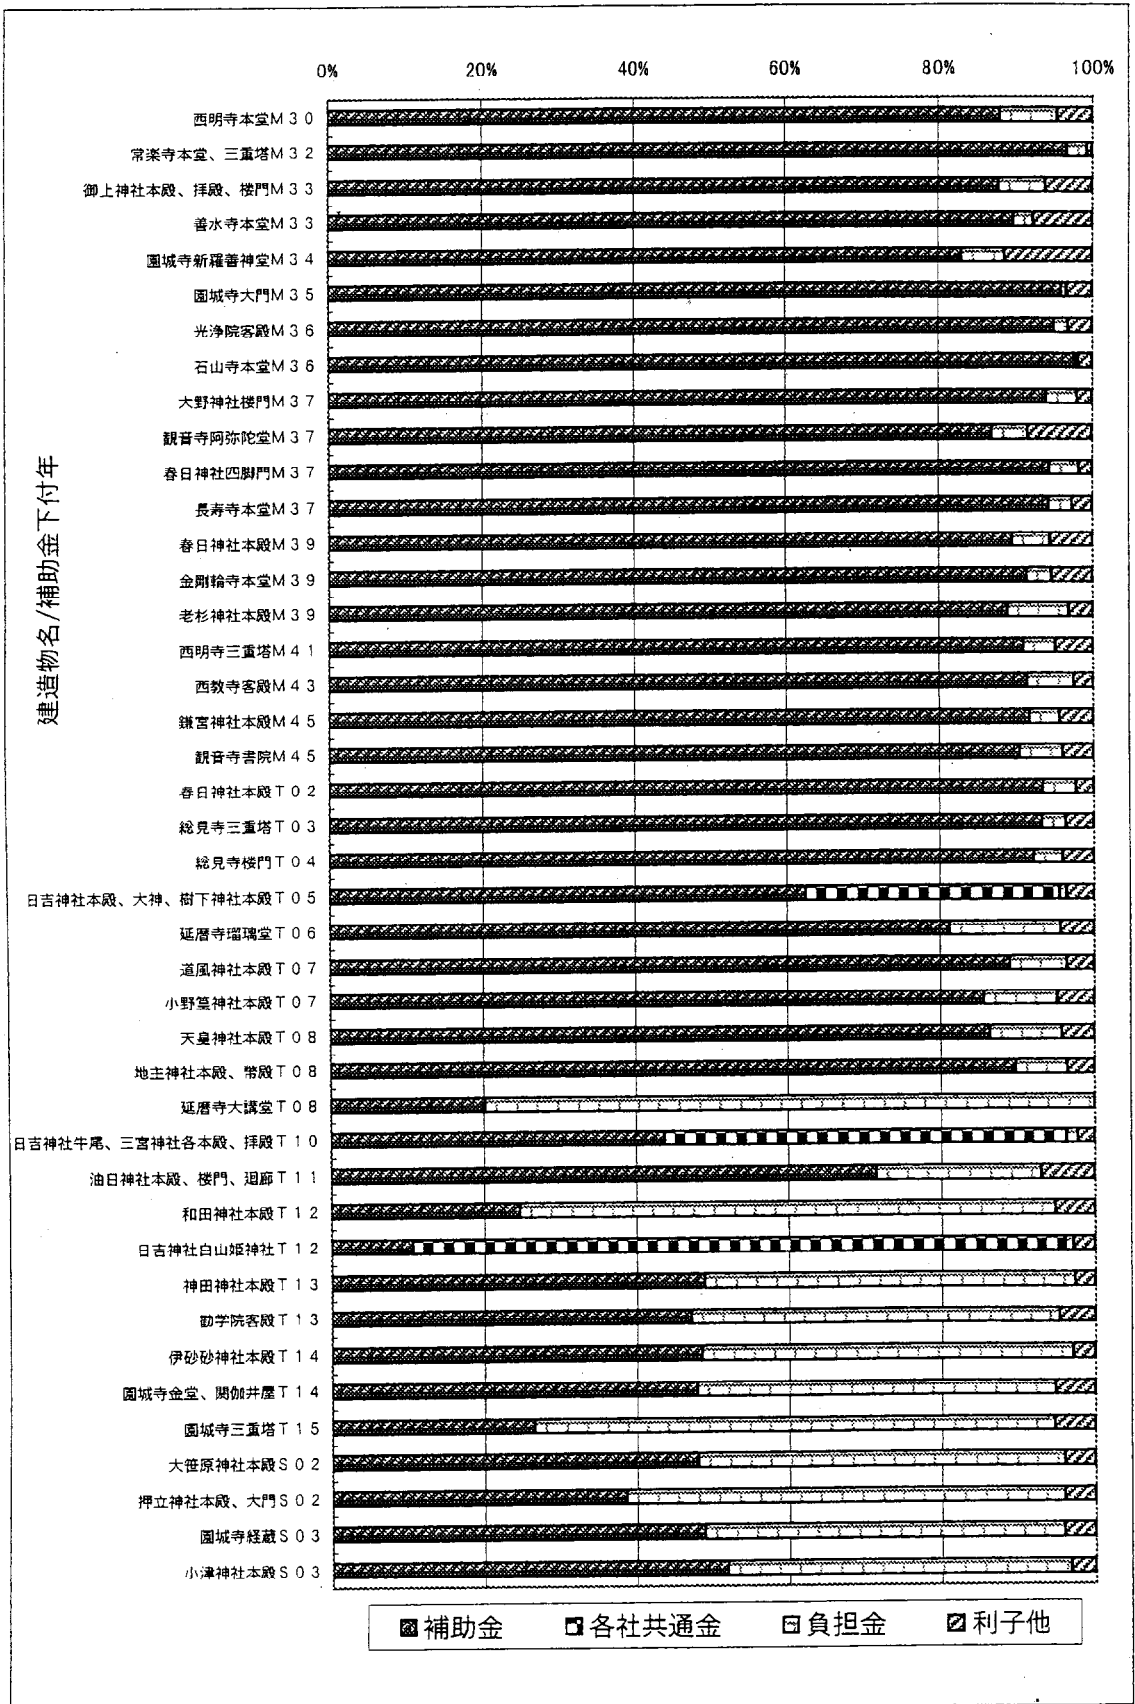 0% 20% 40% 60% 80% 100%
西明寺本堂M30
常楽寺本堂、三重塔M32
御上神社本殿、拝殿、楼門M33
善水寺本堂M33
園城寺新羅善神堂M34
園城寺大門M35
光浄院客殿M36
石山寺本堂M36
大野神社楼門M37
観音寺阿弥陀堂M37
春日神社四脚門M37
長寿寺本堂M37
春日神社本殿M39
金剛輪寺本堂M39
老杉神社本殿M39
西明寺三重塔M41
西教寺客殿M43
鎌宮神社本殿M45
観音寺書院M45
春日神社本殿T02
総見寺三重塔T03
総見寺楼門T04
日吉神社本殿、大神、樹下神社本殿T05
延暦寺瑠璃堂T06
道風神社本殿T07
小野篁神社本殿T07
天皇神社本殿T08
地主神社本殿、幣殿T08
延暦寺大講堂T08
日吉神社牛尾、三宮神社各本殿、拝殿T10
油日神社本殿、楼門、廻廊T11
和田神社本殿T12
日吉神社白山姫神社T12
神田神社本殿T13
勧学院客殿T13
伊砂砂神社本殿T14
園城寺金堂、閼伽井屋T14
園城寺三重塔T15
大笹原神社本殿S02
押立神社本殿、大門S02
園城寺経蔵S03
小津神社本殿S03
建造物名/補助金下付年
補助金 各社共通金 負担金 利子他